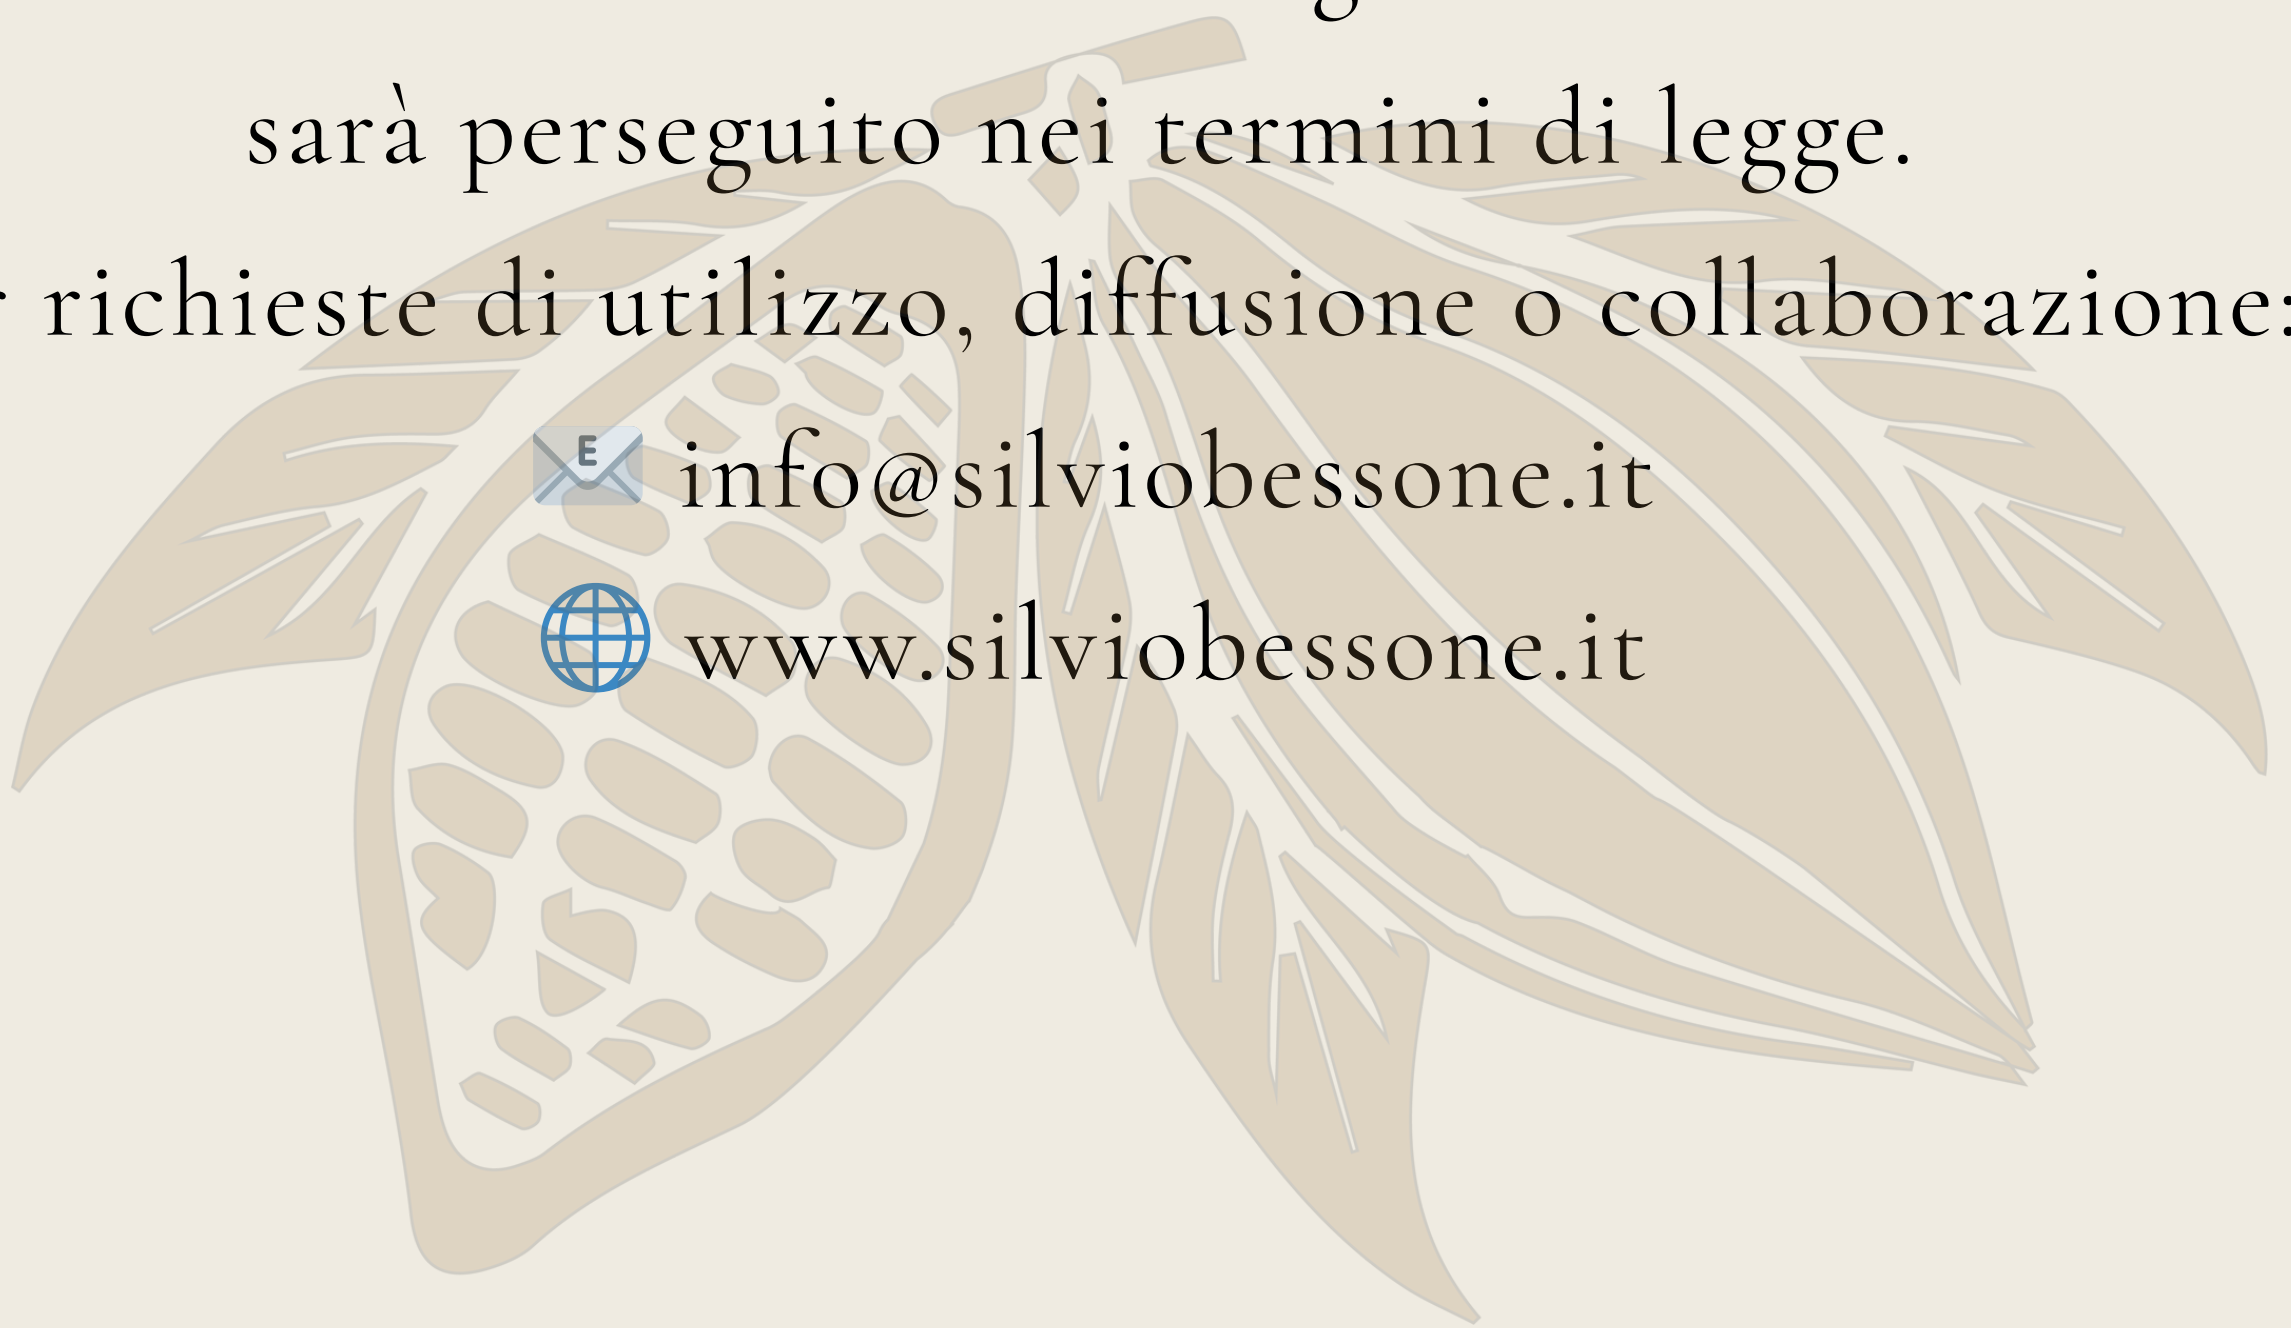 sarà perseguito nei termini di legge.
richieste di utilizzo, diffusione o collaborazione:
E info@silviobessone.it
www.silviobessone.it